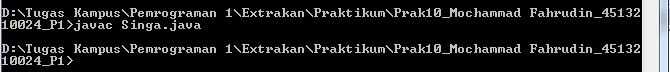 D:\Tugas Kampus\Pemrograman 1\Extrakan\Praktikum\Prak10_Mochammad Fahrudin_45132
10024_P1>javac Singa.java
D:\Tugas Kampus\Pemrograman 1\Extrakan\Praktikum\Prak10_Mochammad Fahrudin_45132
10024_P1>